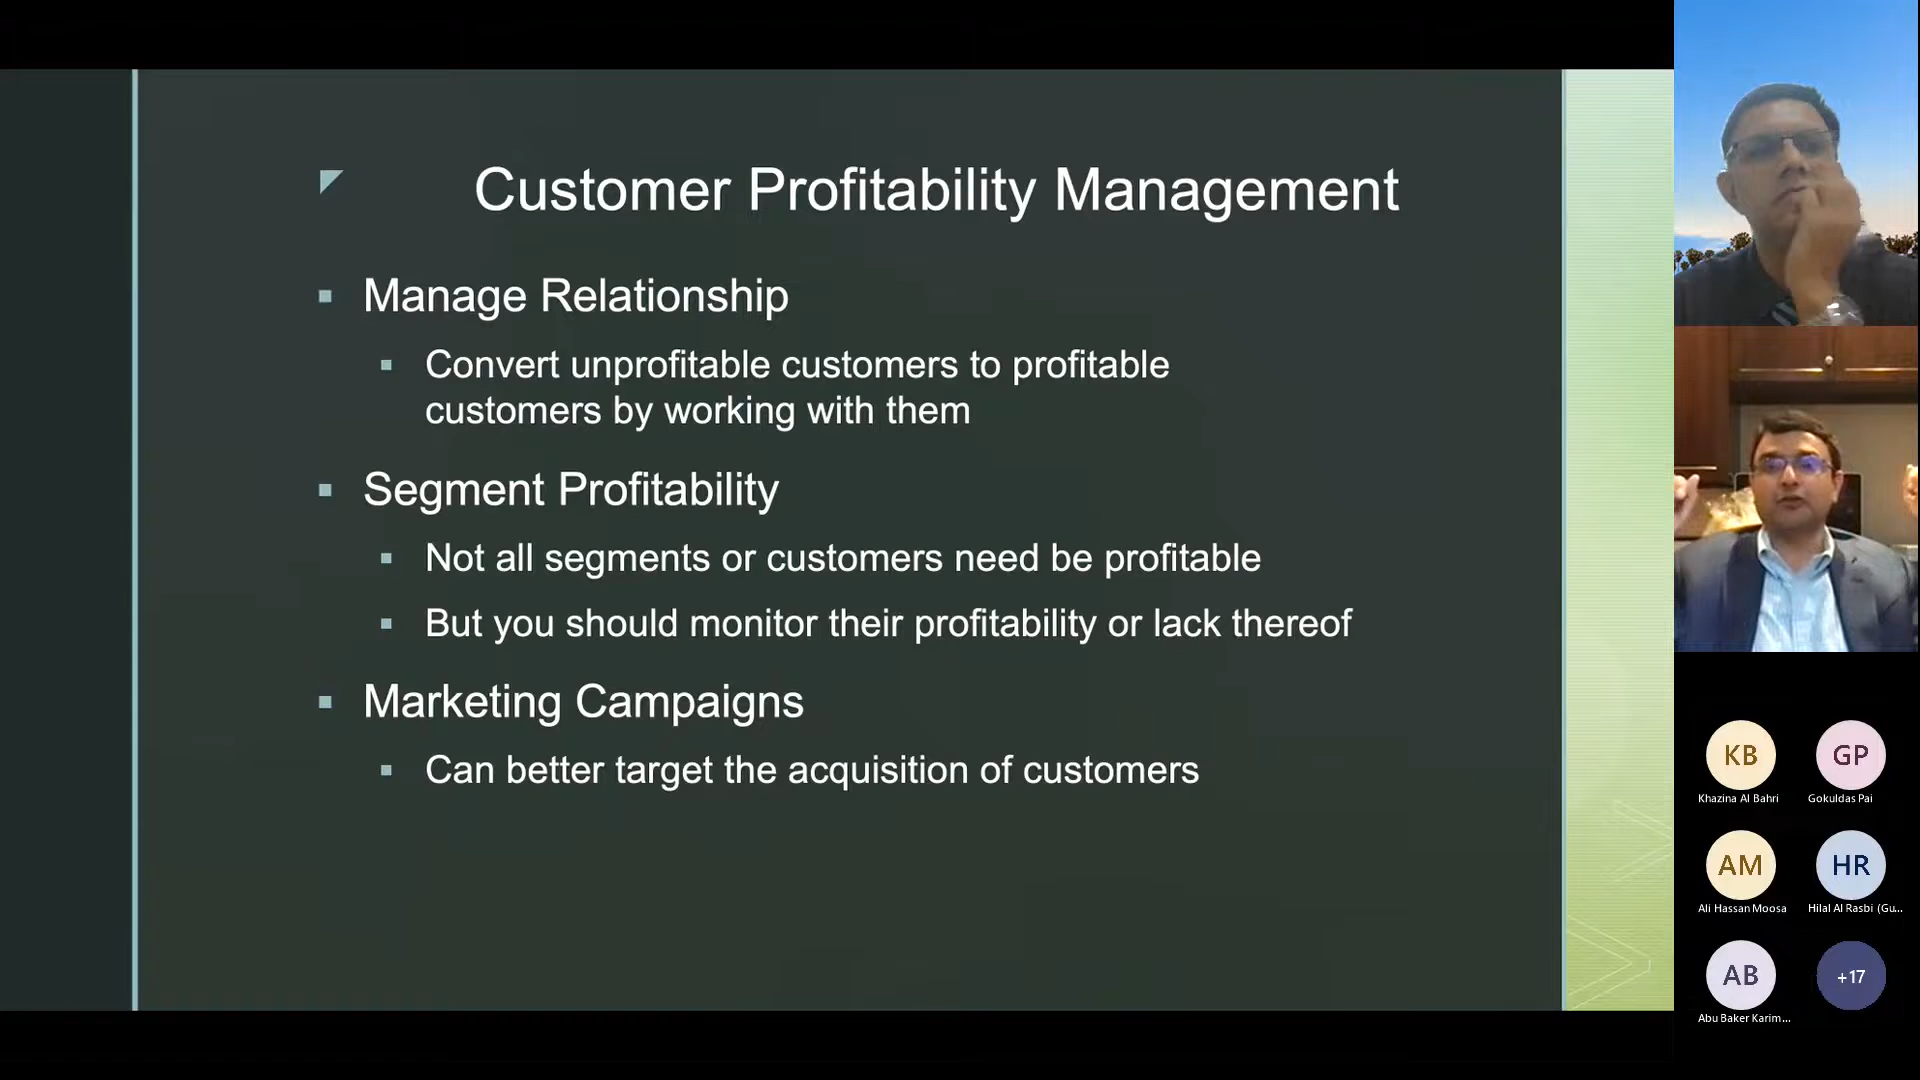 Customer Profitability Management
Manage Relationship
Convert unprofitable customers to profitable
customers by working with them
Segment Profitability
Not all segments or customers need be profitable
But you should monitor their profitability or lack thereof
Marketing Campaigns
Can better target the acquisition of customers
KB
GP
Khazina Al Bahri
Gokuldas Pai
AM
HR
Ali Hassan Moosa
Hilal Al Rasbi (Gu...
AB
+17
Abu Baker Karim...